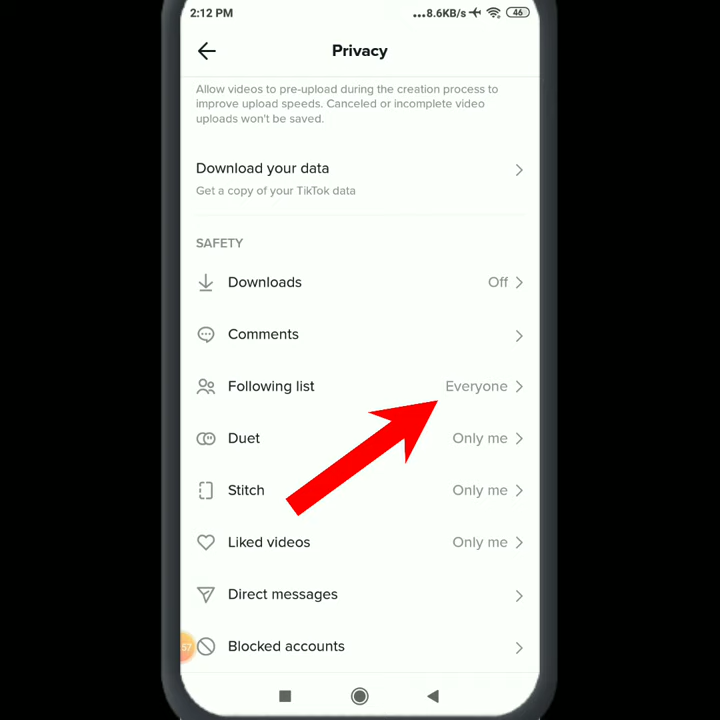 2:12 PM
...8.6KB/s
46
Privacy
Allow videos to pre-upload during the creation process to
improve upload speeds. Canceled or incomplete video
uploads won't be saved.
Download your data
Get a copy of your TikTok data
SAFETY
Downloads Off
Comments
Following list Everyone
Duet Only me
Stitch Only me
Liked videos Only me
Direct messages
57
Blocked accounts